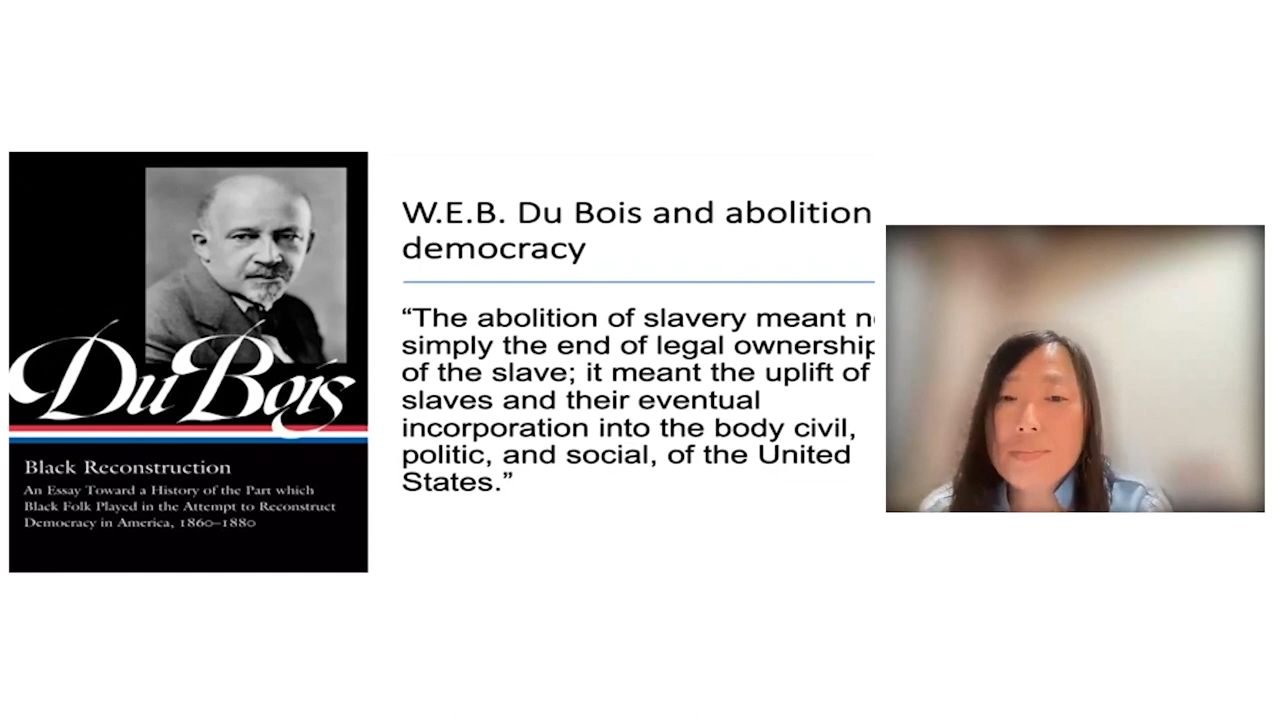 Du Bois
Black Reconstruction
An Essay Toward a History of the Part which
Black Folk Played in the Attempt to Reconstruct
Democracy in America, 1860–1880
W.E.B. Du Bois and abolition
democracy
“The abolition of slavery meant
simply the end of legal ownership
of the slave; it meant the uplift of
slaves and their eventual
incorporation into the body civil,
politic, and social, of the United
States.”